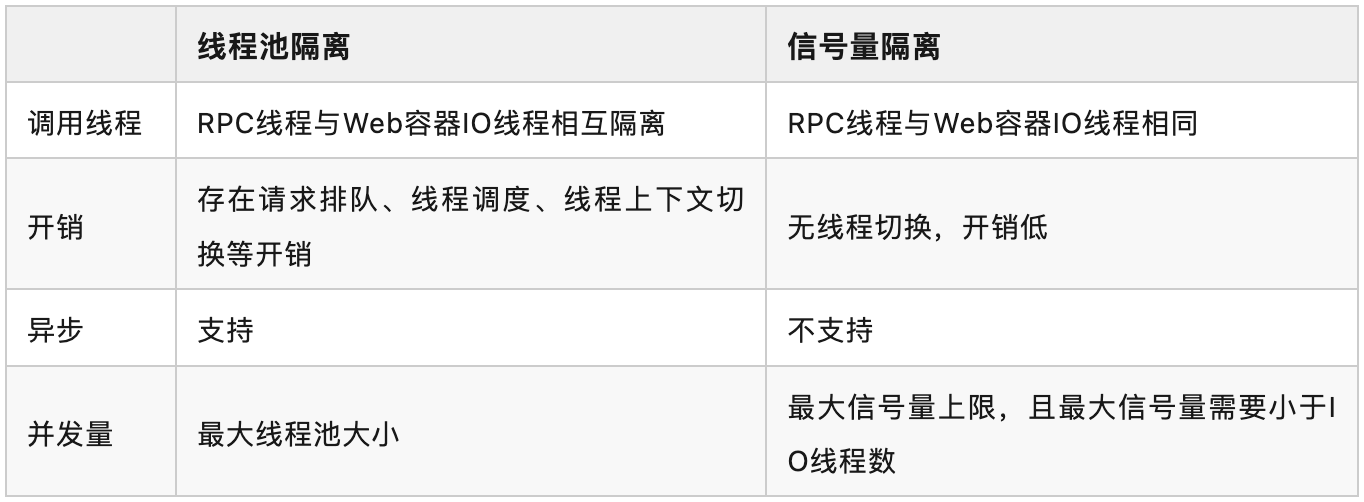 线程池隔离 信号量隔离
调用线程 RPC线程与Web容器IO线程相互隔离 RPC线程与Web容器IO线程相同
开销 存在请求排队、线程调度、线程上下文切
换等开销 无线程切换，开销低
异步 支持 不支持
并发量 最大线程池大小 最大信号量上限，且最大信号量需要小于I
O线程数